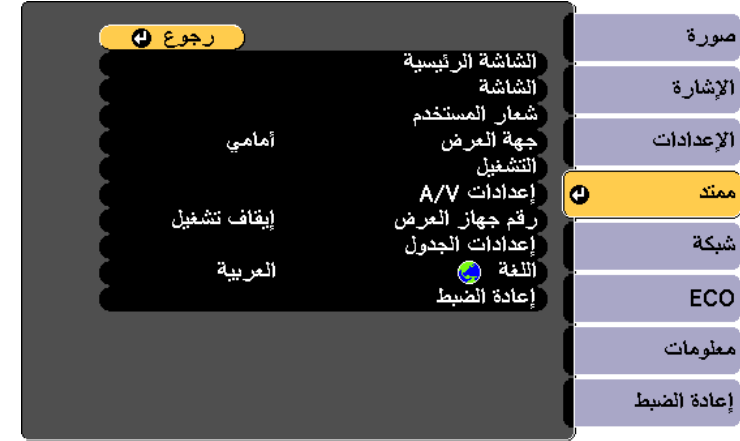 صورة
الإشارة
الإعدادات
ممتد
شبكة
ECO
معلومات
إعادة الضبط
رجوع
الشاشة الرئيسية
الشاشة
شعار المستخدم
جهة العرض أمامي
التشغيل
إعدادات A/V
رقم جهاز العرض إيقاف تشغيل
إعدادات الجدول
اللغة العربية
إعادة الضبط